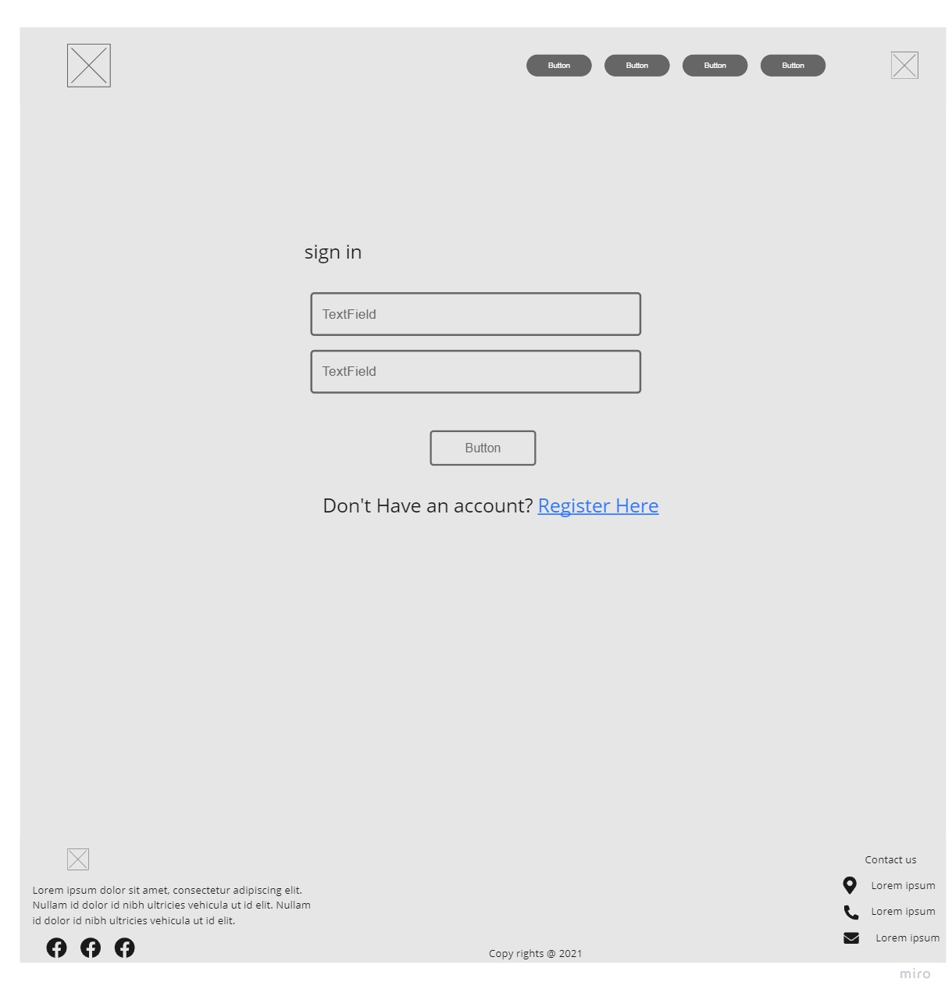 Button Button Button Button
sign in
TextField
TextField
Button
Don't Have an account? Register Here
Lorem ipsum dolor sit amet, consectetur adipiscing elit.
Nullam id dolor id nibh ultricies vehicula ut id elit. Nullam
id dolor id nibh ultricies vehicula ut id elit.
Copy rights @ 2021
Contact us
Lorem ipsum
Lorem ipsum
Lorem ipsum
miro